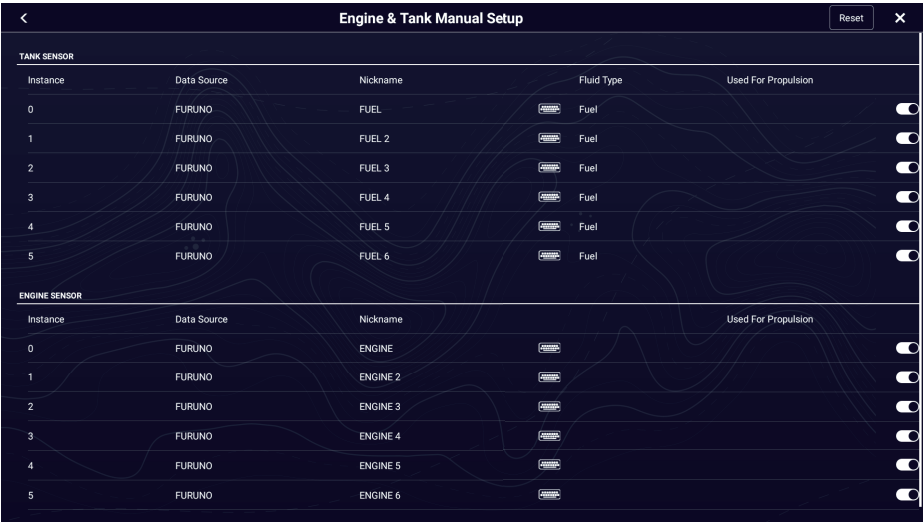 Engine & Tank Manual Setup Reset
TANK SENSOR
Instance Data Source Nickname Fluid Type Used For Propulsion
0 FURUNO FUEL Fuel
1 FURUNO FUEL 2 Fuel
2 FURUNO FUEL 3 Fuel
3 FURUNO FUEL 4 Fuel
4 FURUNO FUEL 5 Fuel
5 FURUNO FUEL 6 Fuel
ENGINE SENSOR
Instance Data Source Nickname Used For Propulsion
0 FURUNO ENGINE
1 FURUNO ENGINE 2
2 FURUNO ENGINE 3
3 FURUNO ENGINE 4
4 FURUNO ENGINE 5
5 FURUNO ENGINE 6